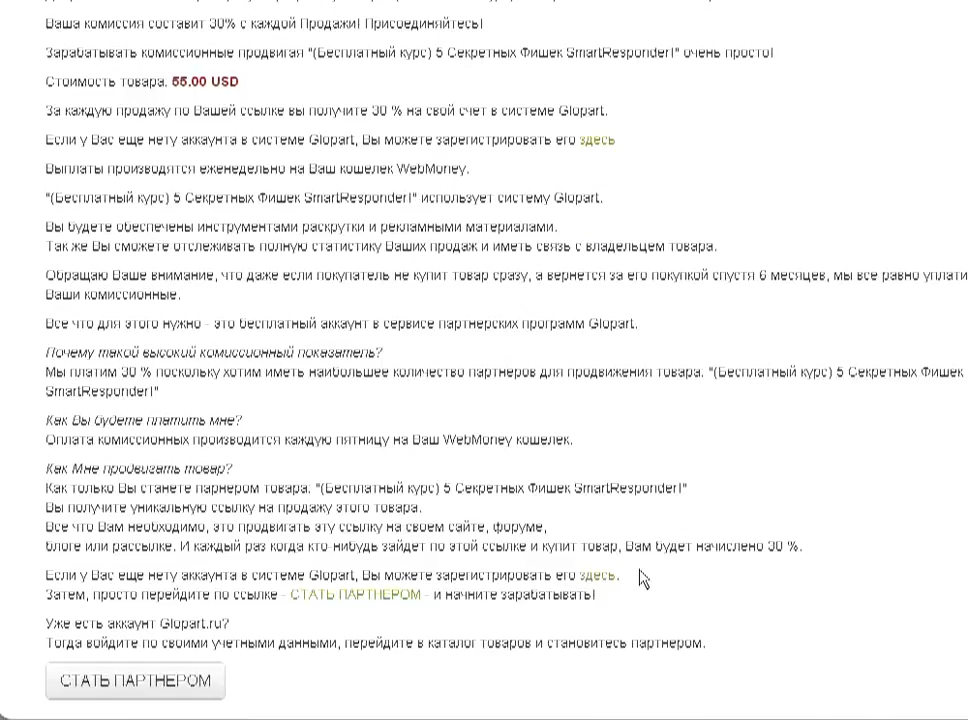 Ваша комиссия составит 30% с каждой Продажи! Присоединяйтесь!
Зарабатывать комиссионные продвигая "(Бесплатный курс) 5 Секретных Фишек SmartResponder!" очень просто!
Стоимость товара: 55.00 USD
За каждую продажу по Вашей ссылке вы получите 30 % на свой счет в системе Glopart.
Если у Вас еще нету аккаунта в системе Glopart, Вы можете зарегистрировать его здесь
Выплаты производятся еженедельно на Ваш кошелек WebMoney.
"(Бесплатный курс) 5 Секретных Фишек SmartResponder!" использует систему Glopart.
Вы будете обеспечены инструментами раскрутки и рекламными материалами.
Так же Вы сможете отслеживать полную статистику Ваших продаж и иметь связь с владельцем товара.
Обращаю Ваше внимание, что даже если покупатель не купит товар сразу, а вернется за его покупкой спустя 6 месяцев, мы все равно уплати
Ваши комиссионные.
Все что для этого нужно - это бесплатный аккаунт в сервисе партнерских программ Glopart.
Почему такой высокий комиссионный показатель?
Мы платим 30 % поскольку хотим иметь наибольшее количество партнеров для продвижения товара: "(Бесплатный курс) 5 Секретных Фишек
SmartResponder!"
Как Вы будете платить мне?
Оплата комиссионных производится каждую пятницу на Ваш WebMoney кошелек.
Как Мне продвигать товар?
Как только Вы станете парнером товара: "(Бесплатный курс) 5 Секретных Фишек SmartResponder!"
Вы получите уникальную ссылку на продажу этого товара.
Все что Вам необходимо, это продвигать эту ссылку на своем сайте, форуме,
блоге или рассылке. И каждый раз когда кто-нибудь зайдет по этой ссылке и купит товар, Вам будет начислено 30 %.
Если у Вас еще нету аккаунта в системе Glopart, Вы можете зарегистрировать его здесь.
Затем, просто перейдите по ссылке - СТАТЬ ПАРТНЕРОМ - и начните зарабатывать!
Уже есть аккаунт Glopart.ru?
Тогда войдите по своими учетными данными, перейдите в каталог товаров и становитесь партнером.
СТАТЬ ПАРТНЕРОМ